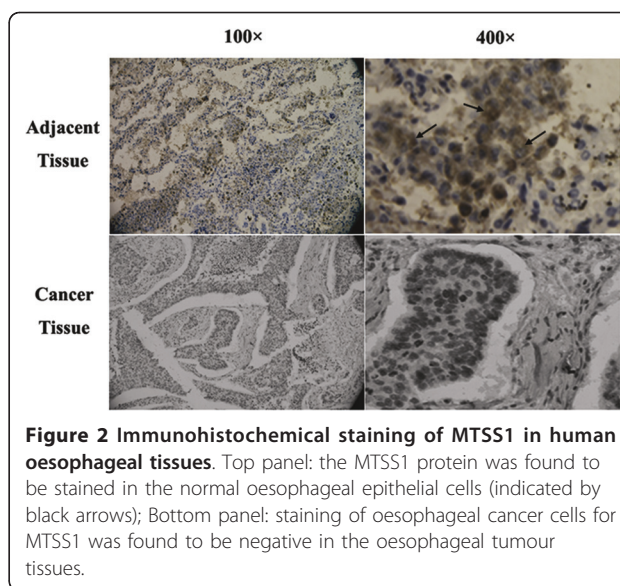 100×
400×
Adjacent
Tissue
Cancer
Tissue
Figure 2 Immunohistochemical staining of MTSS1 in human
oesophageal tissues. Top panel: the MTSS1 protein was found to
be stained in the normal oesophageal epithelial cells (indicated by
black arrows); Bottom panel: staining of oesophageal cancer cells for
MTSS1 was found to be negative in the oesophageal tumour
tissues.